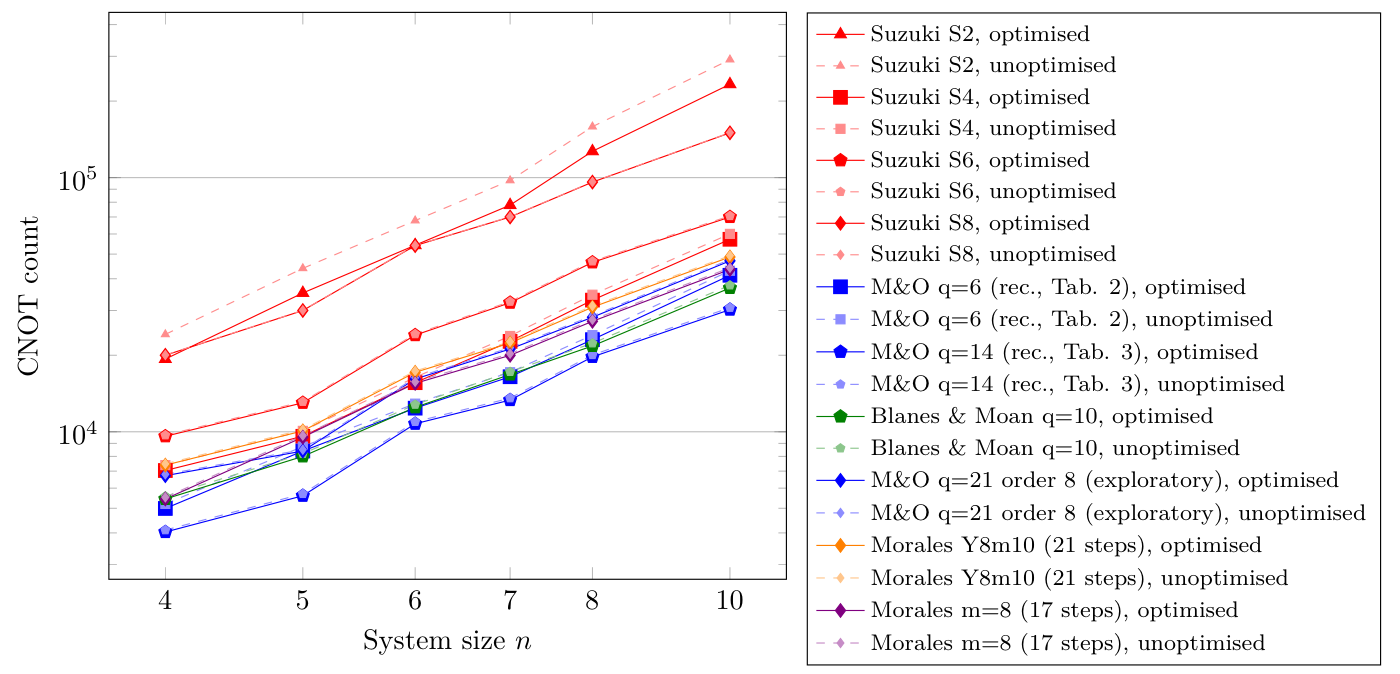 CNOT count
10^5
10^4
4 5 6 7 8 10
System size n
Suzuki S2, optimised
Suzuki S2, unoptimised
Suzuki S4, optimised
Suzuki S4, unoptimised
Suzuki S6, optimised
Suzuki S6, unoptimised
Suzuki S8, optimised
Suzuki S8, unoptimised
M&O q=6 (rec., Tab. 2), optimised
M&O q=6 (rec., Tab. 2), unoptimised
M&O q=14 (rec., Tab. 3), optimised
M&O q=14 (rec., Tab. 3), unoptimised
Blanes & Moan q=10, optimised
Blanes & Moan q=10, unoptimised
M&O q=21 order 8 (exploratory), optimised
M&O q=21 order 8 (exploratory), unoptimised
Morales Y8m10 (21 steps), optimised
Morales Y8m10 (21 steps), unoptimised
Morales m=8 (17 steps), optimised
Morales m=8 (17 steps), unoptimised